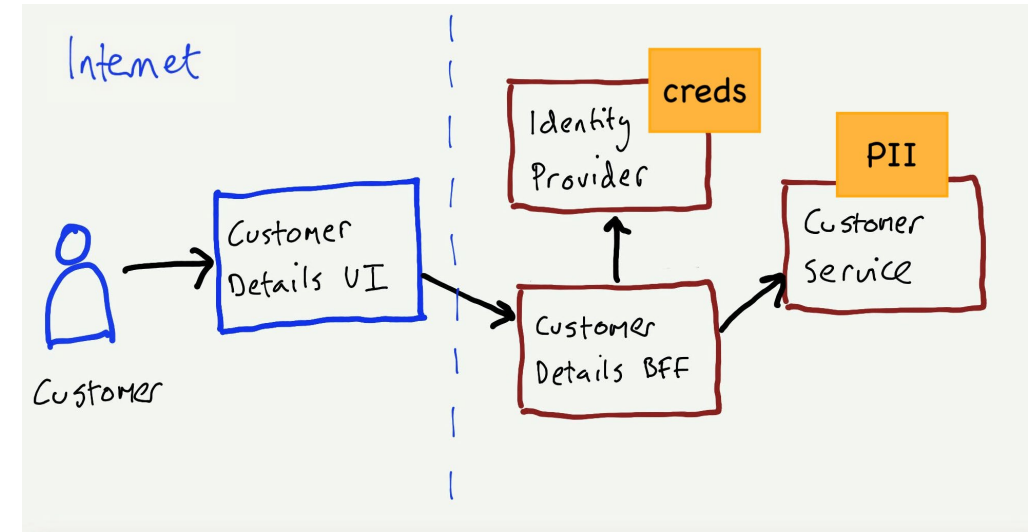 Internet
creds
Identity
Provider
PII
Customer
Service
Customer
Details UI
Customer
Details BFF
Customer